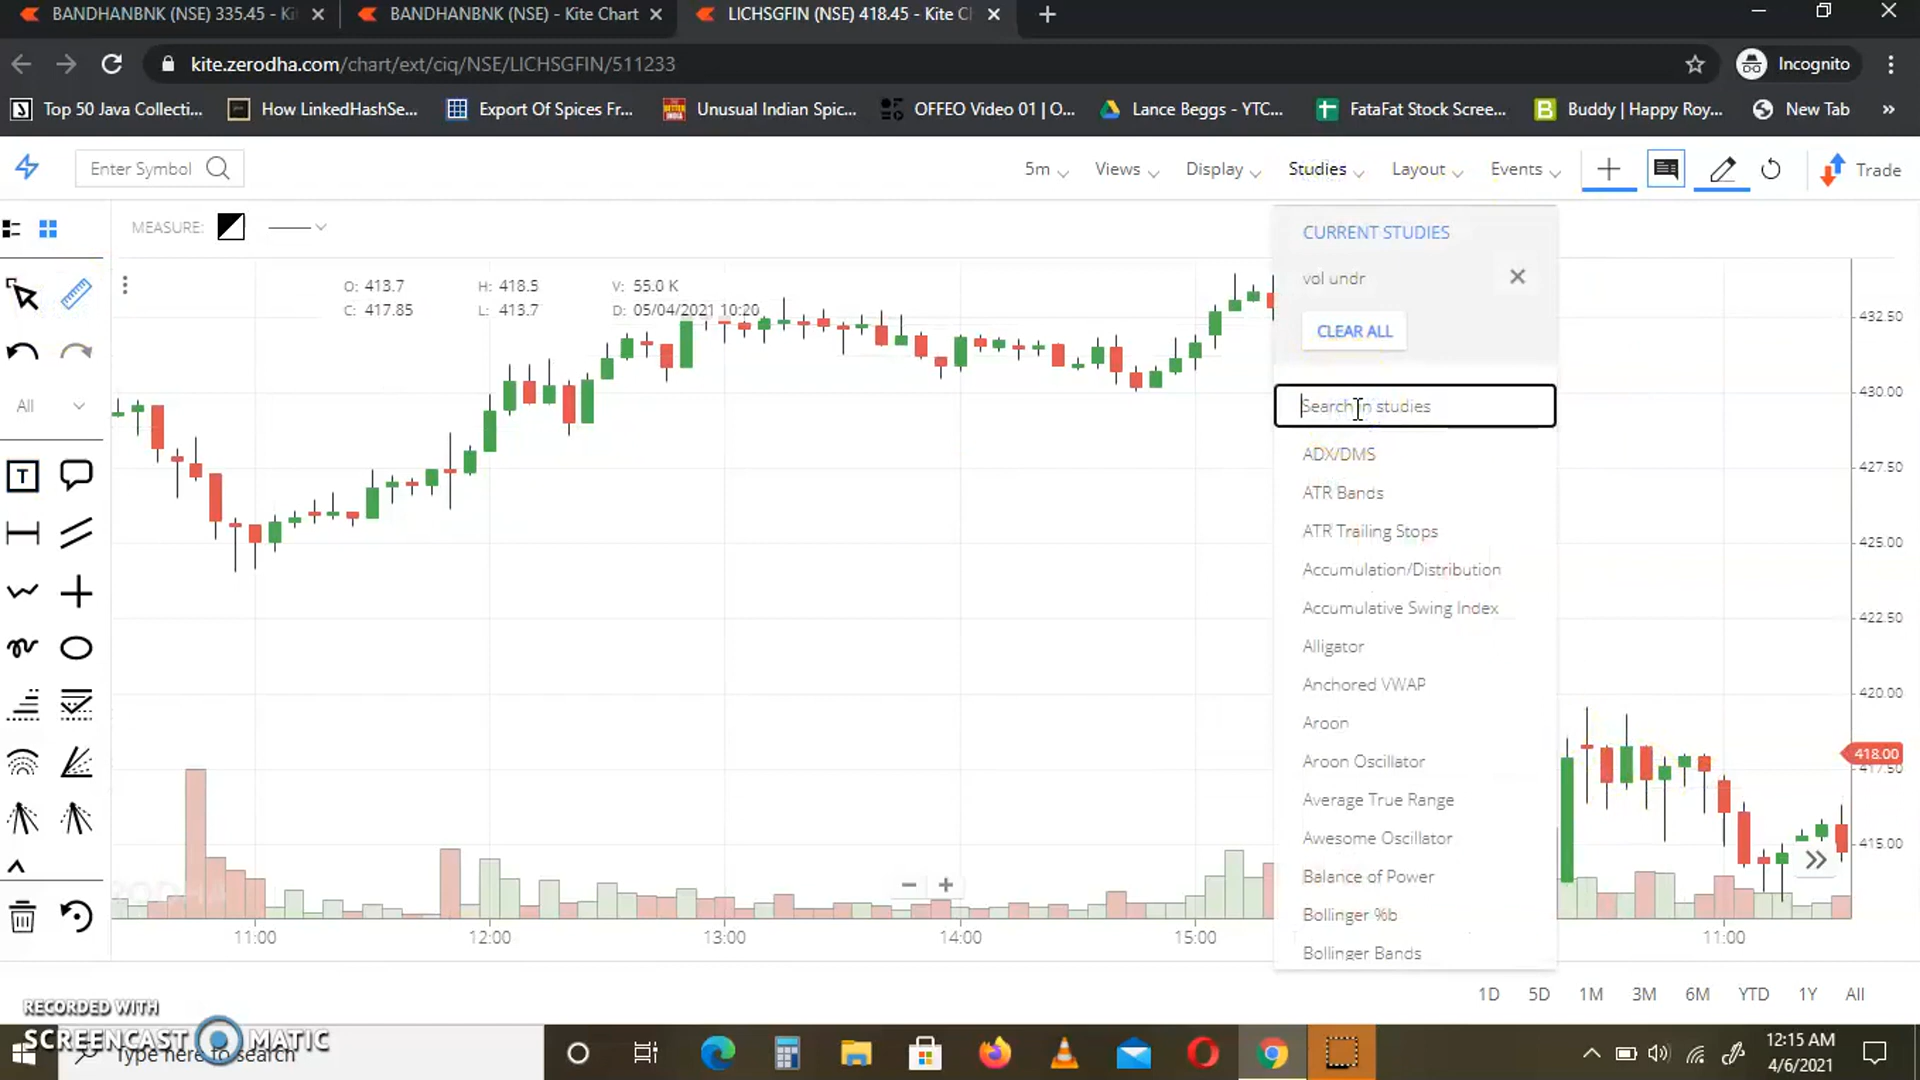 BANDHANBNK (NSE) 335.45 - Ki
BANDHANBNK (NSE) - Kite Chart
LICHSGFIN (NSE) 418.45 - Kite Cl
kite.zerodha.com/chart/ext/ciq/NSE/LICHSGFIN/511233
Incognito
Top 50 Java Collecti...
How LinkedHashSe...
Export Of Spices Fr...
Unusual Indian Spic...
OFFEO Video 01 | O...
Lance Beggs - YTC...
FataFat Stock Scree...
Buddy | Happy Roy...
New Tab
»
Enter Symbol
5m
Views
Display
Studies
Layout
Events
Trade
MEASURE:
O: 413.7 H: 418.5 V: 55.0 K
C: 417.85 L: 413.7 D: 05/04/2021 10:20
All
T
CURRENT STUDIES
vol undr
CLEAR ALL
Search in studies
ADX/DMS
ATR Bands
ATR Trailing Stops
Accumulation/Distribution
Accumulative Swing Index
Alligator
Anchored VWAP
Aroon
Aroon Oscillator
Average True Range
Awesome Oscillator
Balance of Power
Bollinger %b
Bollinger Bands
432.50
430.00
427.50
425.00
422.50
420.00
418.00
417.50
415.00
11:00
12:00
13:00
14:00
15:00
11:00
1D 5D 1M 3M 6M YTD 1Y All
RECORDED WITH
SCREENCAST MATIC
Type here to search
12:15 AM
4/6/2021